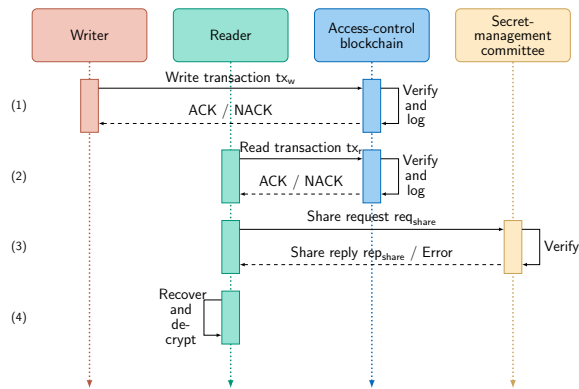 Writer
Reader
Access-control
blockchain
Secret-
management
committee
(1)
Write transaction tx_w
ACK / NACK
Verify
and
log
(2)
Read transaction tx_r
ACK / NACK
Verify
and
log
(3)
Share request req_share
Share reply rep_share / Error
Verify
(4)
Recover
and
de-
crypt